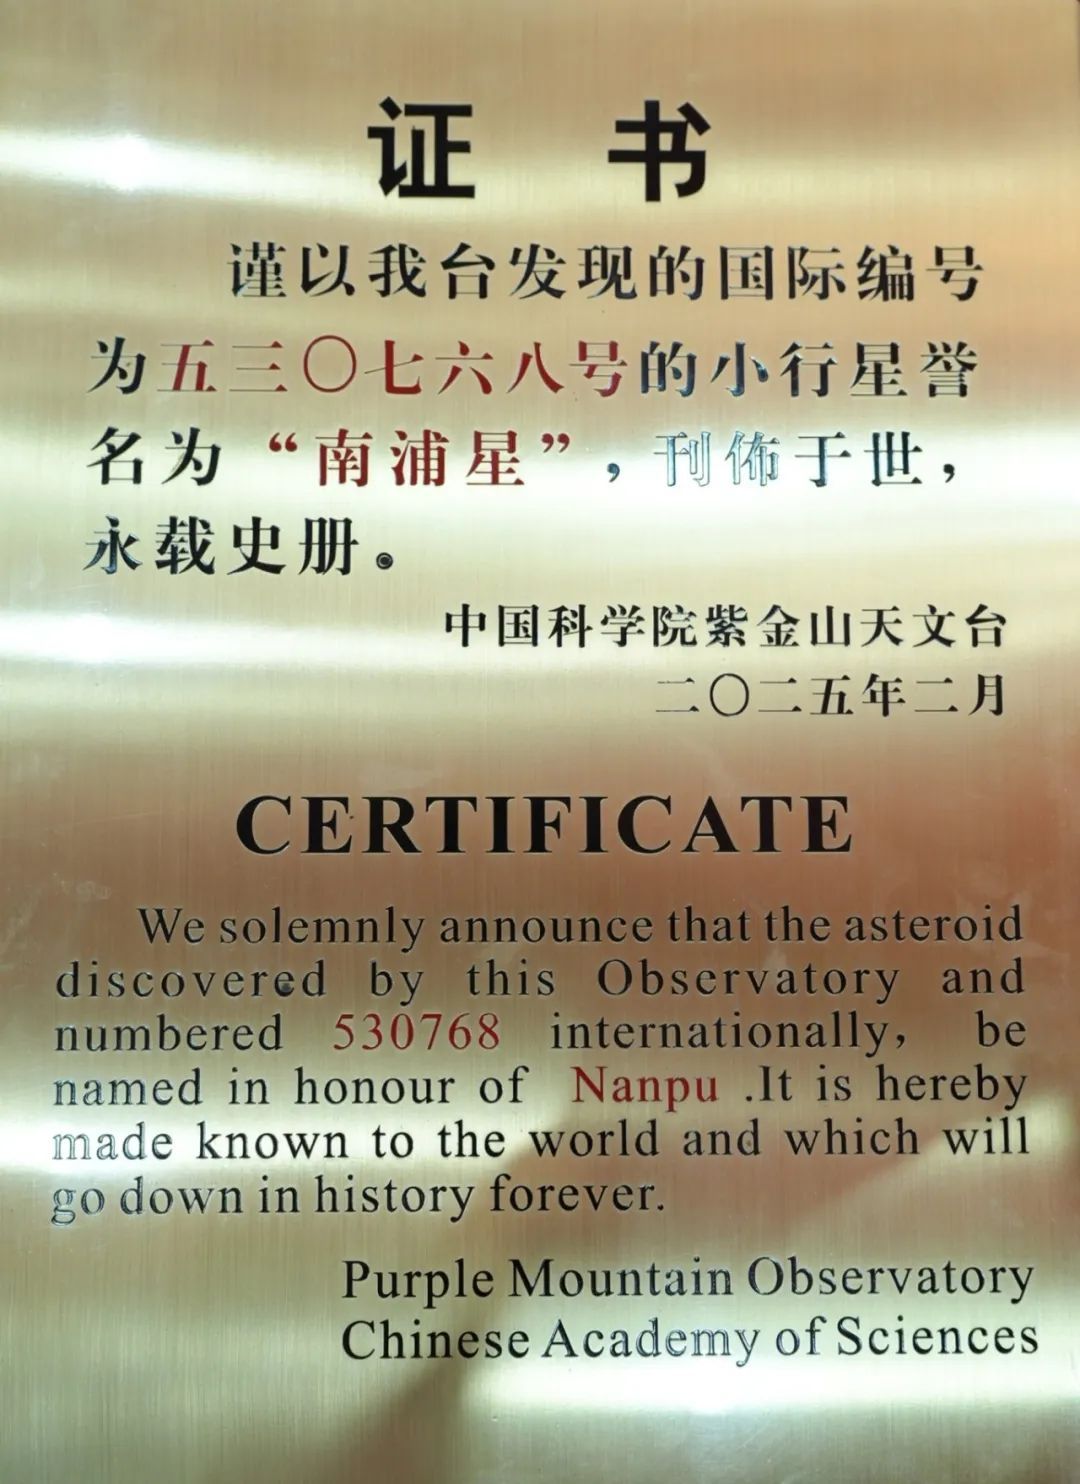 证 书
谨以我台发现的国际编号
为五三〇七六八号的小行星誉
名为“南浦星”,刊佈于世,
永载史册。
中国科学院紫金山天文台
二〇二五年二月
CERTIFICATE
We solemnly announce that the asteroid
discovered by this Observatory and
numbered 530768 internationally, be
named in honour of Nanpu .It is hereby
made known to the world and which will
go down in history forever.
Purple Mountain Observatory
Chinese Academy of Sciences